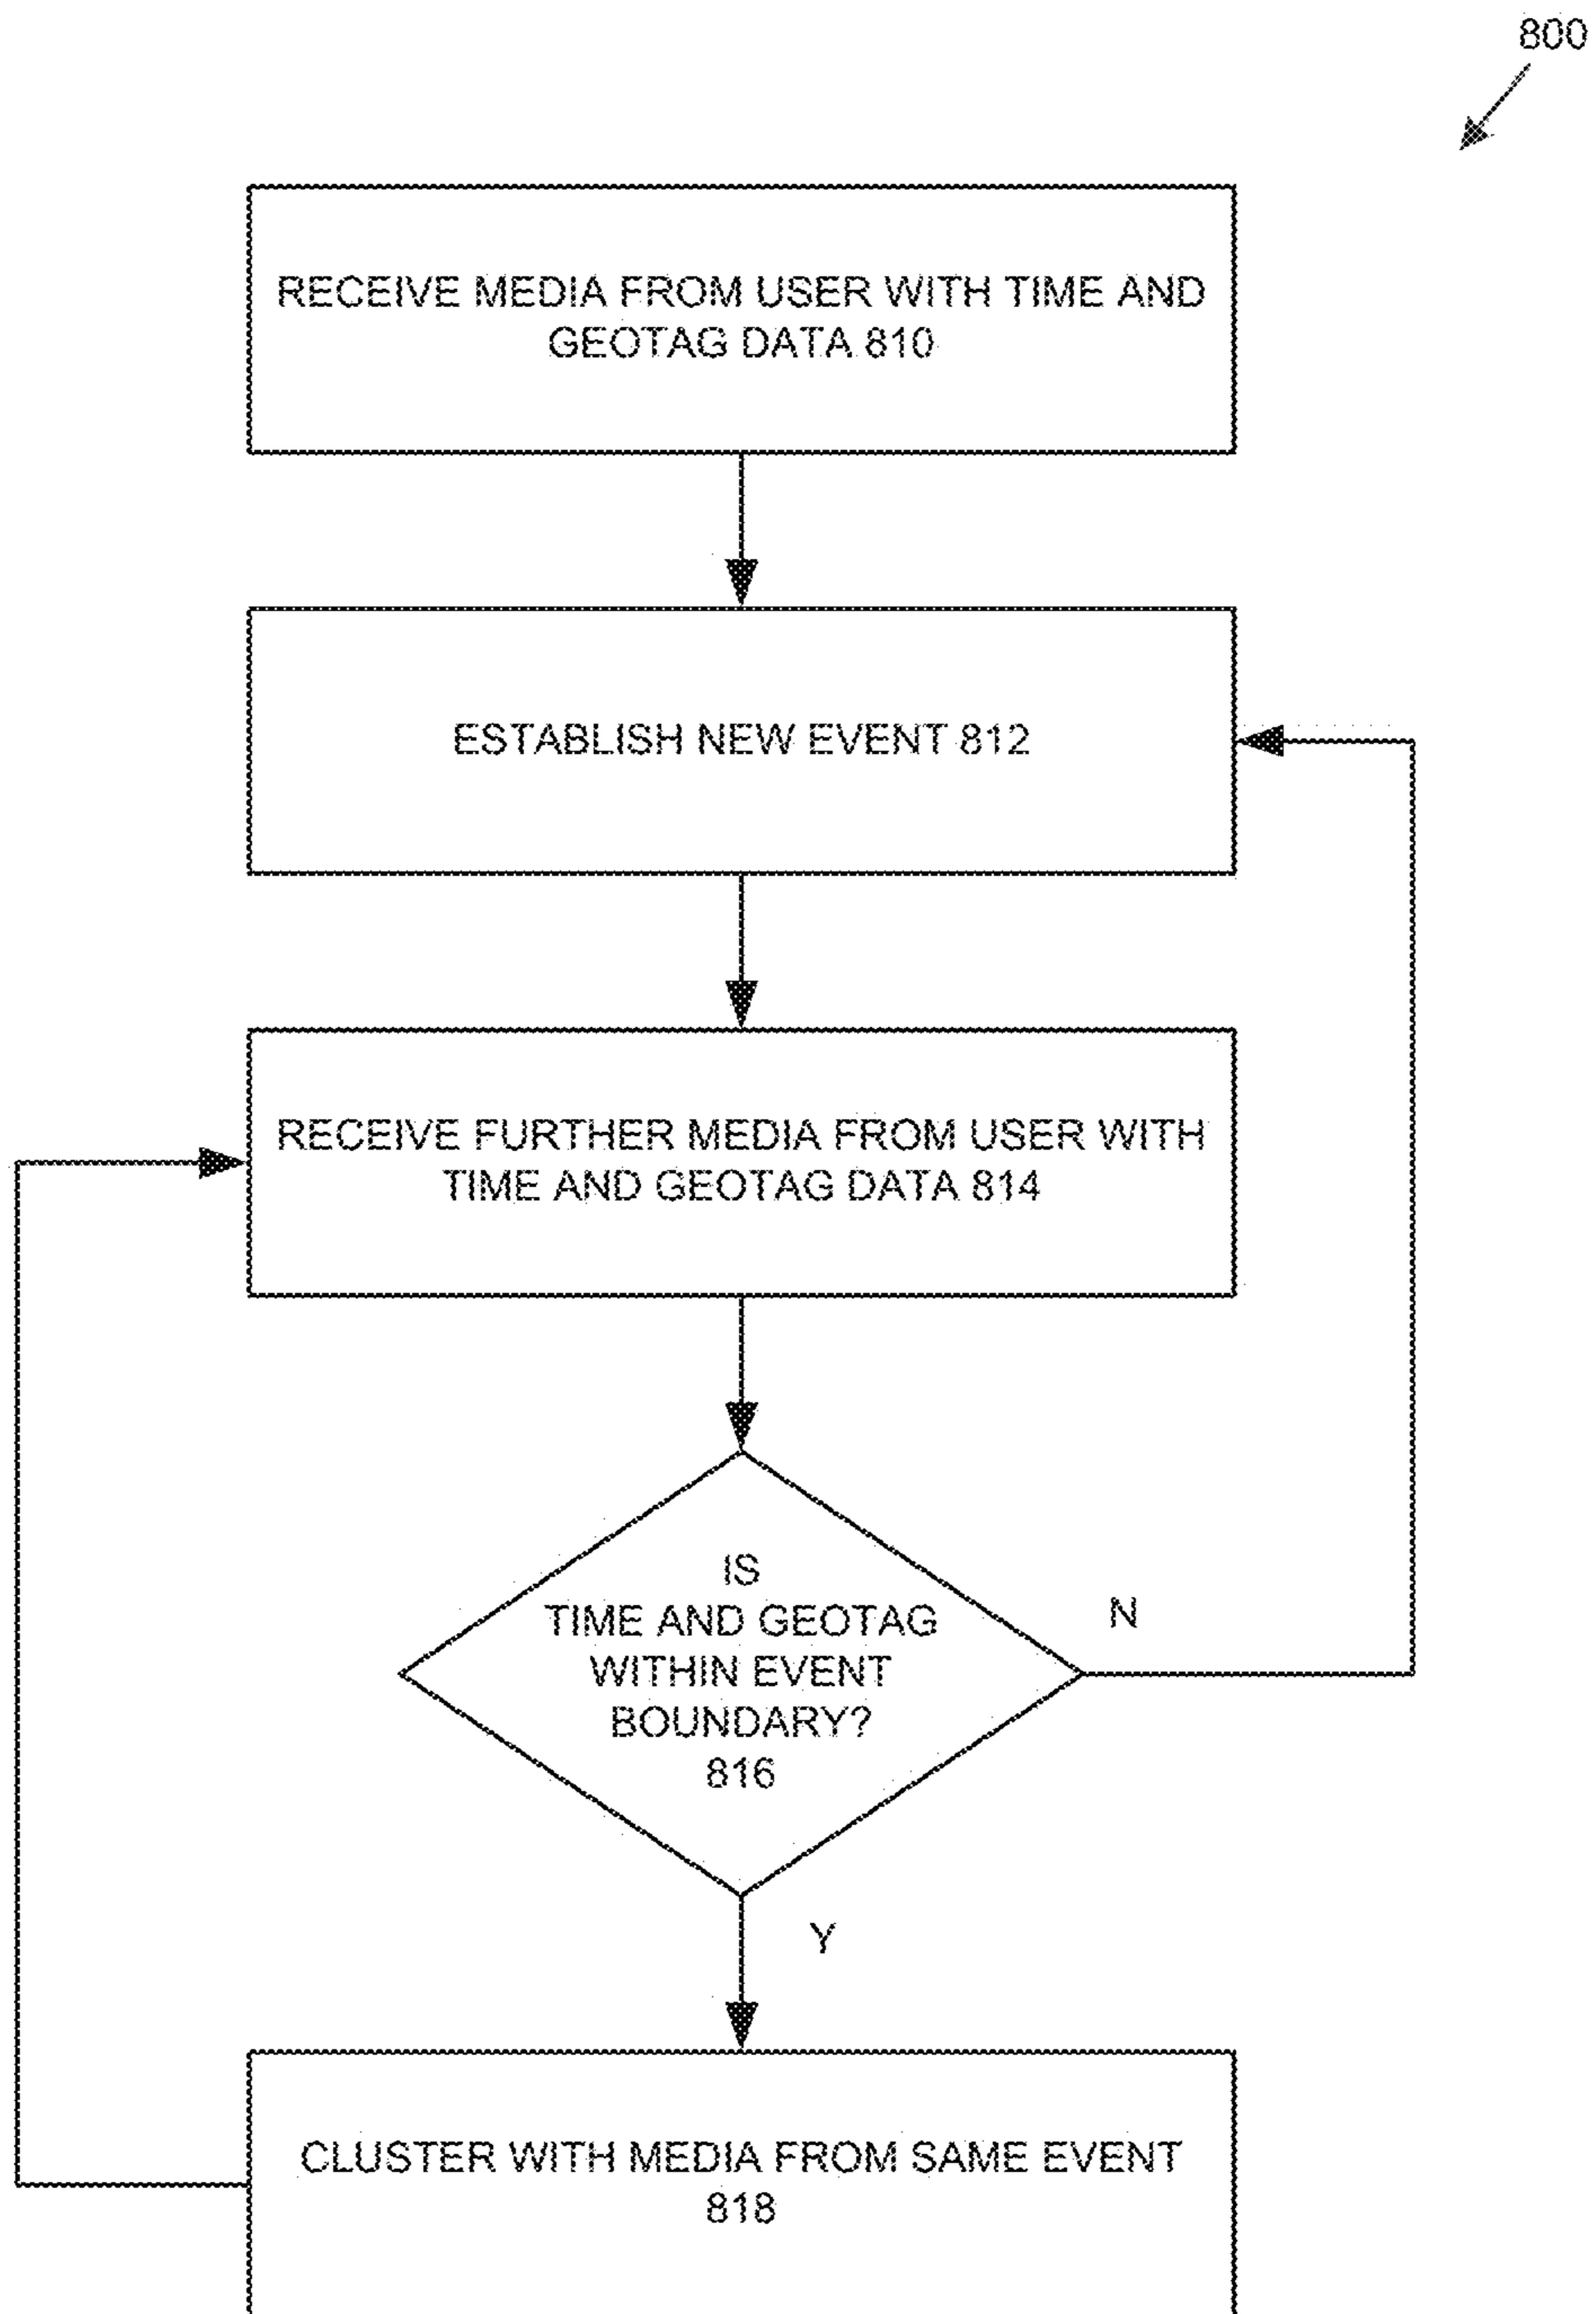 800
RECEIVE MEDIA FROM USER WITH TIME AND
GEOTAG DATA 810
ESTABLISH NEW EVENT 812
RECEIVE FURTHER MEDIA FROM USER WITH
TIME AND GEOTAG DATA 814
IS
TIME AND GEOTAG
WITHIN EVENT
BOUNDARY?
816
N
Y
CLUSTER WITH MEDIA FROM SAME EVENT
818